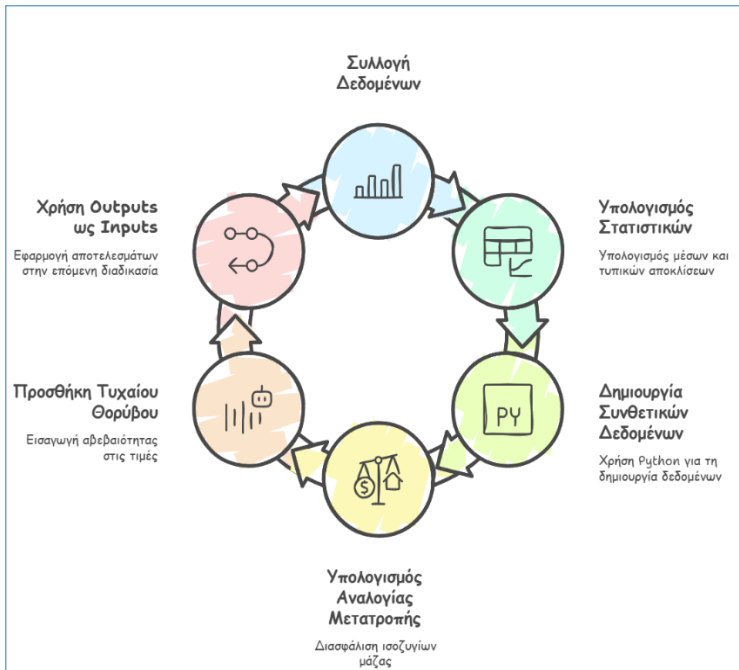 Συλλογή
Δεδομένων
Υπολογισμός
Στατιστικών
Υπολογισμός μέσων και
τυπικών αποκλίσεων
PY
Δημιουργία
Συνθετικών
Δεδομένων
Χρήση Python για τη
δημιουργία δεδομένων
$
Υπολογισμός
Αναλογίας
Μετατροπής
Διασφάλιση ισοζυγίων
μάζας
Προσθήκη Τυχαίου
Θορύβου
Εισαγωγή αβεβαιότητας
στις τιμές
Χρήση Outputs
ως Inputs
Εφαρμογή αποτελεσμάτων
στην επόμενη διαδικασία